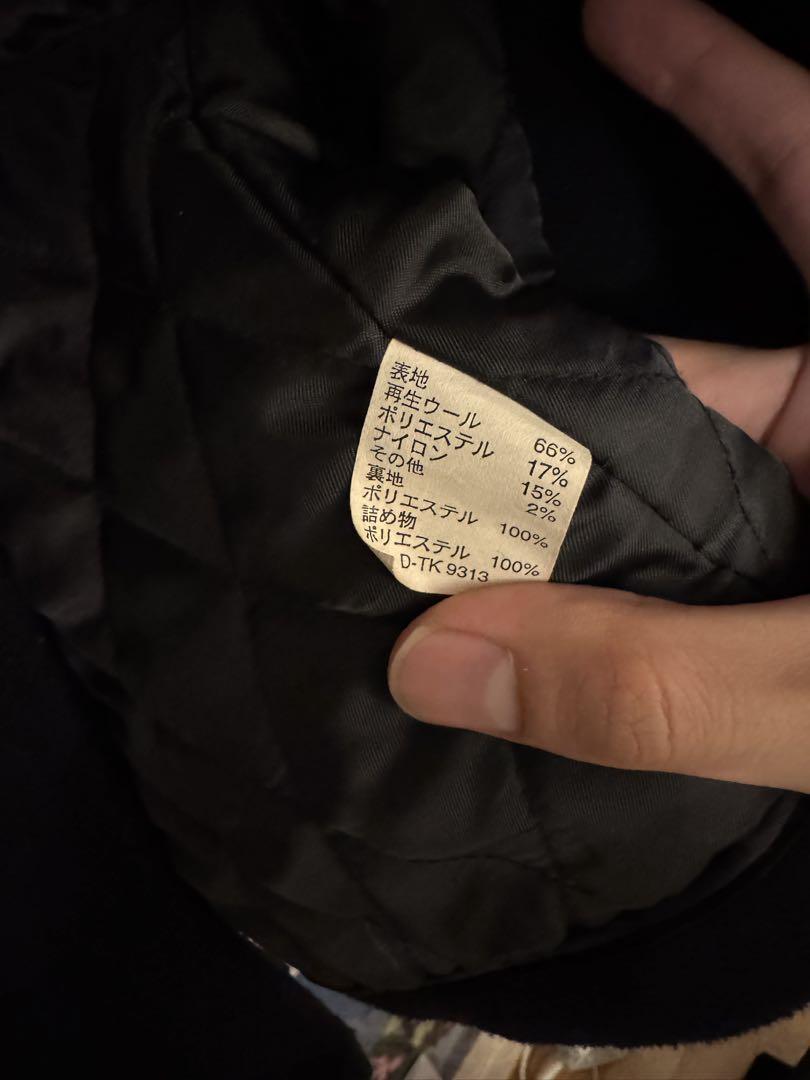 表地
再生ウール 66%
ポリエステル 17%
ナイロン 15%
その他 2%
裏地
ポリエステル 100%
詰め物
ポリエステル 100%
D-TK 9313